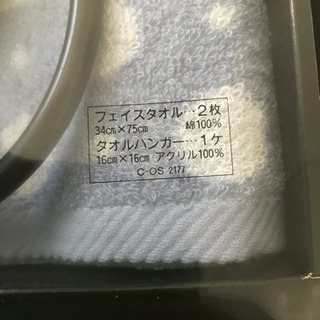 フェイスタオル…2枚
34cm×75cm 綿100%
タオルハンガー…1ケ
16cm×16cm アクリル100%
C-OS 2177